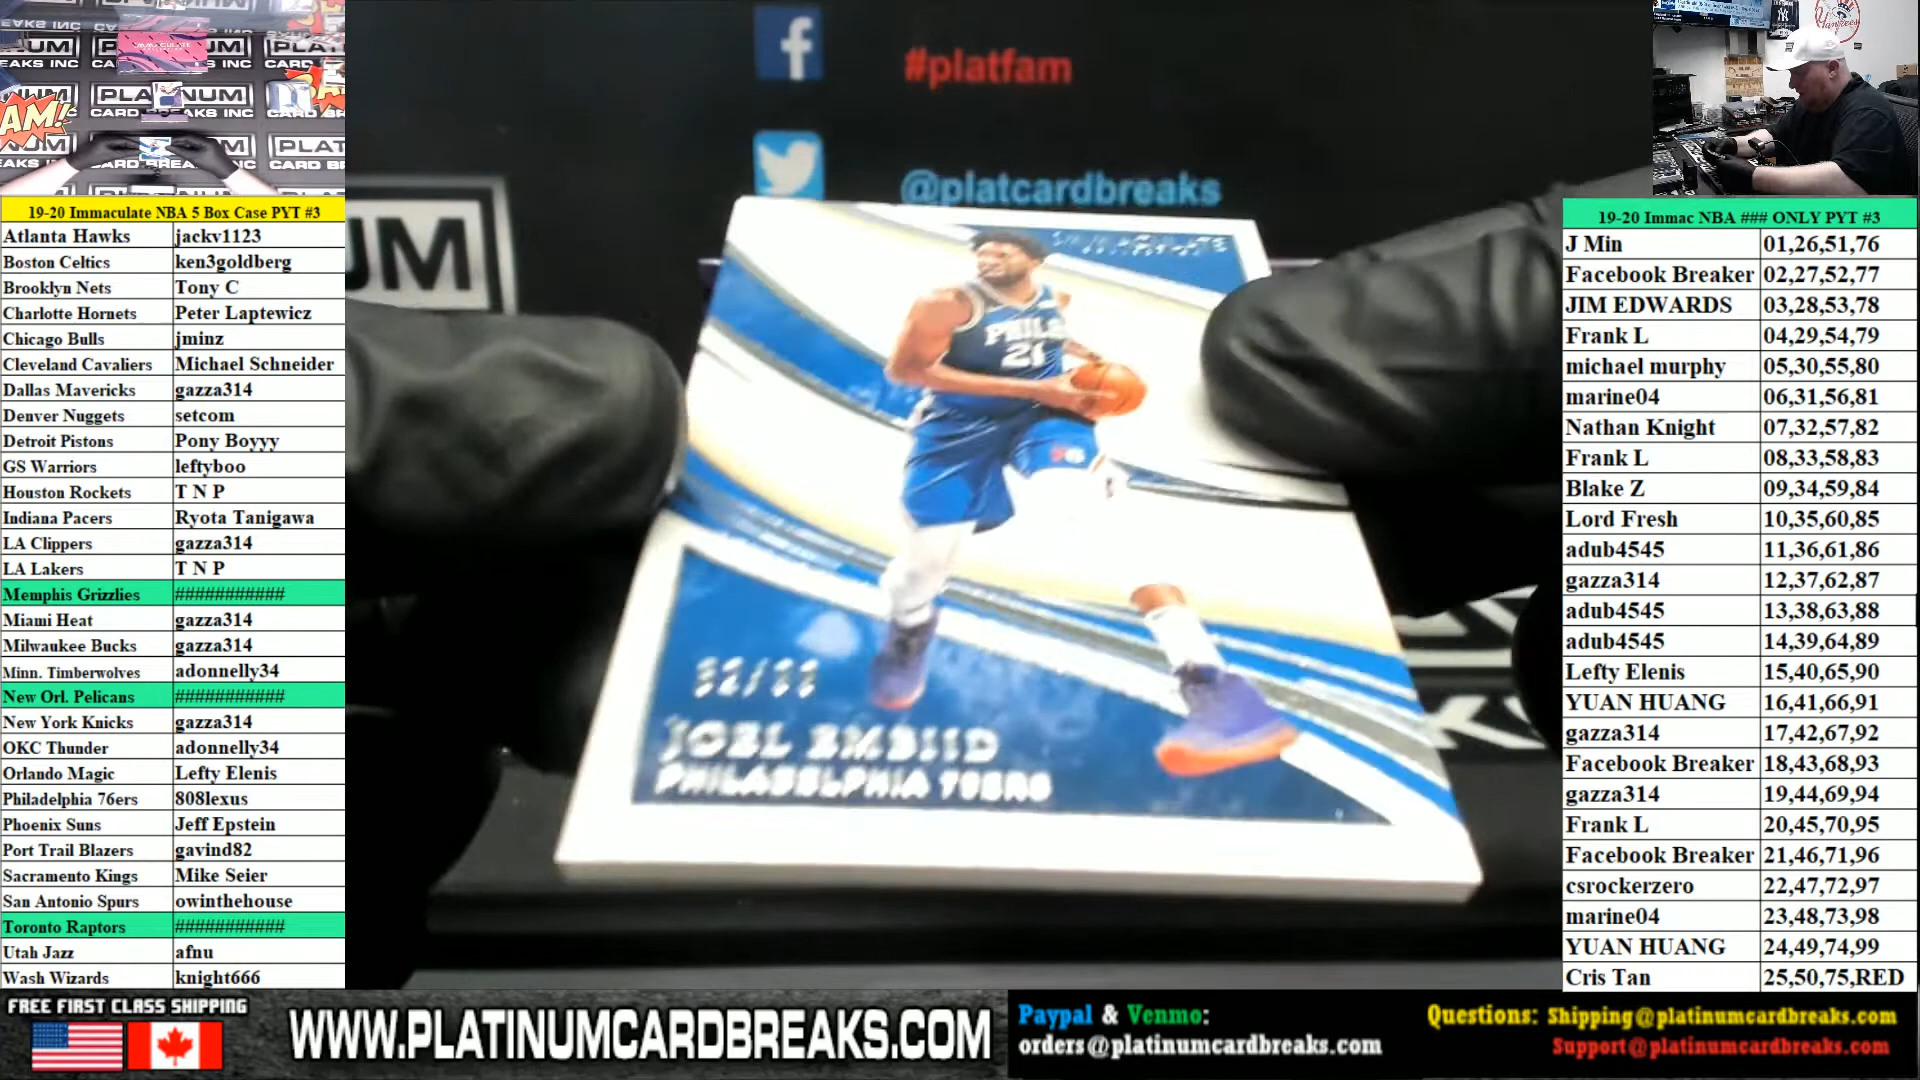 #platfam
@platcardbreaks
UM
PLATINUM
CARD BREAKS INC
19-20 Immaculate NBA 5 Box Case PYT #3
Atlanta Hawks jackv1123
Boston Celtics ken3goldberg
Brooklyn Nets Tony C
Charlotte Hornets Peter Laptewicz
Chicago Bulls jminz
Cleveland Cavaliers Michael Schneider
Dallas Mavericks gazza314
Denver Nuggets setcom
Detroit Pistons Pony Boyyy
GS Warriors leftyboo
Houston Rockets T N P
Indiana Pacers Ryota Tanigawa
LA Clippers gazza314
LA Lakers T N P
Memphis Grizzlies ###########
Miami Heat gazza314
Milwaukee Bucks gazza314
Minn. Timberwolves adonnelly34
New Orl. Pelicans ###########
New York Knicks gazza314
OKC Thunder adonnelly34
Orlando Magic Lefty Elenis
Philadelphia 76ers 808lexus
Phoenix Suns Jeff Epstein
Port Trail Blazers gavind82
Sacramento Kings Mike Seier
San Antonio Spurs owinthehouse
Toronto Raptors ###########
Utah Jazz afnu
Wash Wizards knight666
PHILA
21
JOEL EMBIID
PHILADELPHIA 76ERS
19-20 Immac NBA ### ONLY PYT #3
J Min 01,26,51,76
Facebook Breaker 02,27,52,77
JIM EDWARDS 03,28,53,78
Frank L 04,29,54,79
michael murphy 05,30,55,80
marine04 06,31,56,81
Nathan Knight 07,32,57,82
Frank L 08,33,58,83
Blake Z 09,34,59,84
Lord Fresh 10,35,60,85
adub4545 11,36,61,86
gazza314 12,37,62,87
adub4545 13,38,63,88
adub4545 14,39,64,89
Lefty Elenis 15,40,65,90
YUAN HUANG 16,41,66,91
gazza314 17,42,67,92
Facebook Breaker 18,43,68,93
gazza314 19,44,69,94
Frank L 20,45,70,95
Facebook Breaker 21,46,71,96
csrockerzero 22,47,72,97
marine04 23,48,73,98
YUAN HUANG 24,49,74,99
Cris Tan 25,50,75,RED
FREE FIRST CLASS SHIPPING
WWW.PLATINUMCARDBREAKS.COM
Paypal & Venmo:
orders@platinumcardbreaks.com
Questions: Shipping@platinumcardbreaks.com
Support@platinumcardbreaks.com